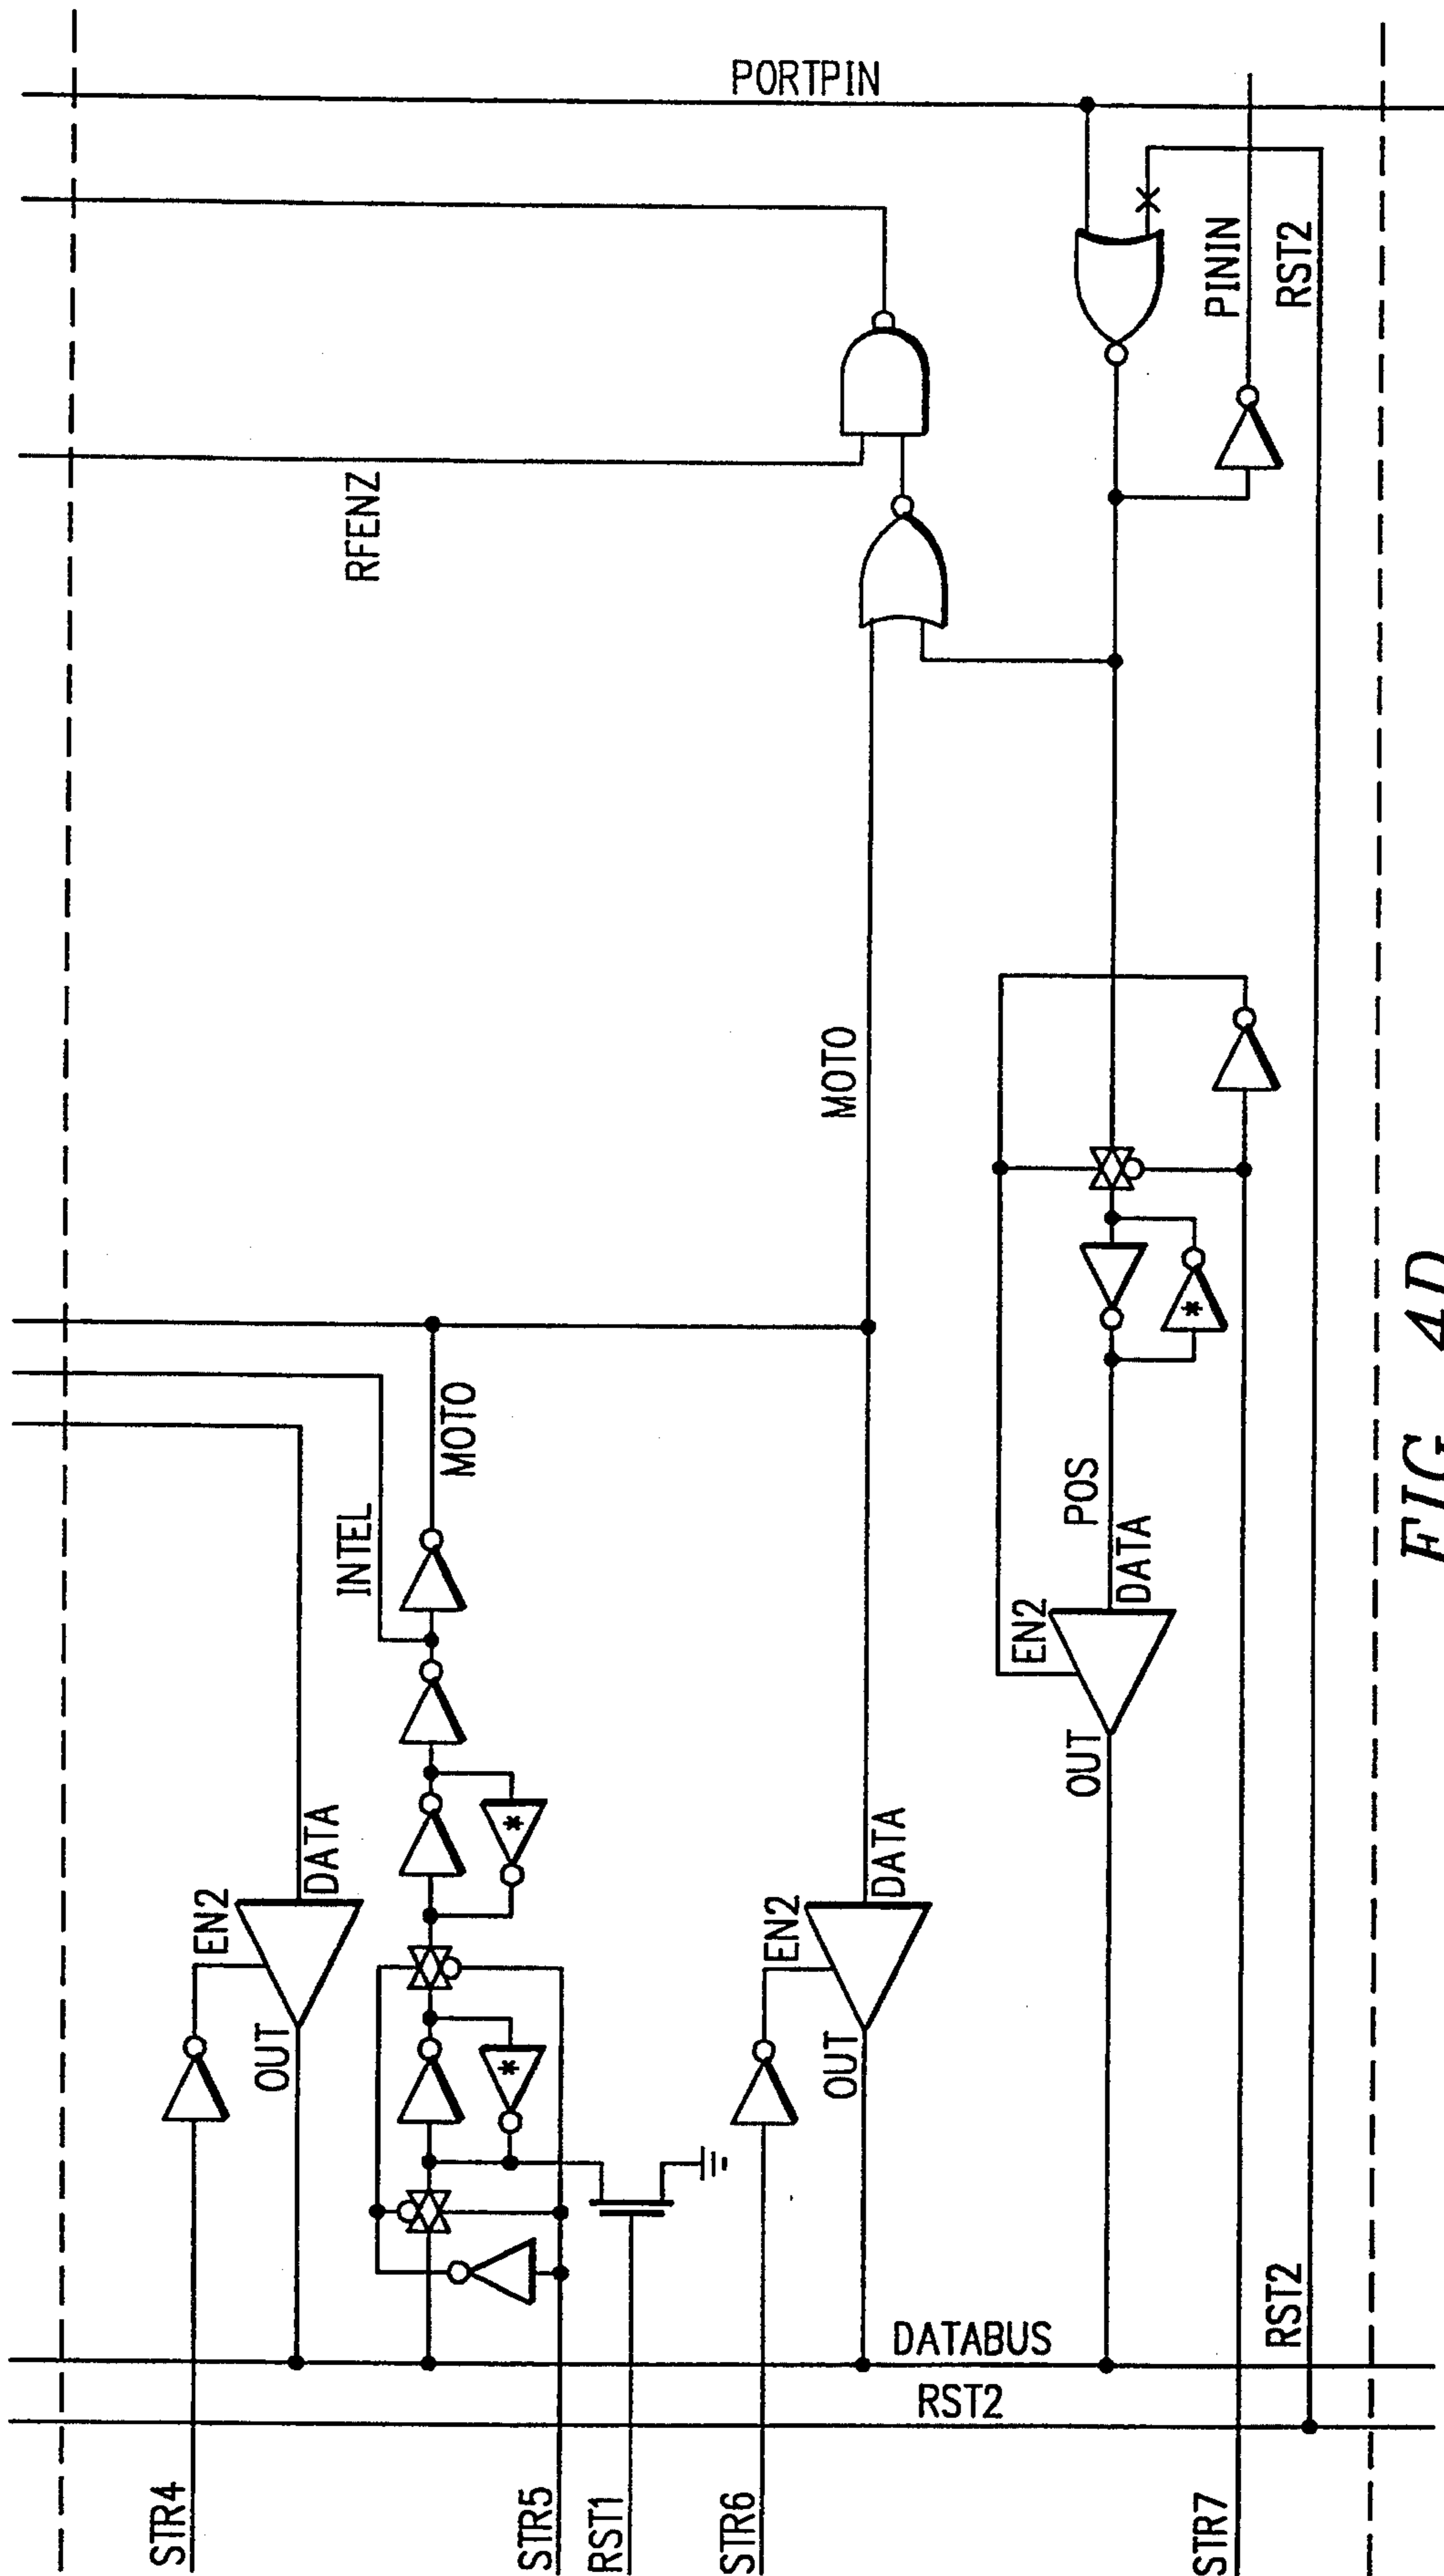 PORTPIN
RFENZ
PININ
RST2
MOTO
MOTO
INTEL
POS
DATA
EN2
OUT
DATA
EN2
OUT
DATA
EN2
OUT
*
*
*
*
DATABUS
RST2
RST2
STR4
STR5
RST1
STR6
STR7
FIG. 4D